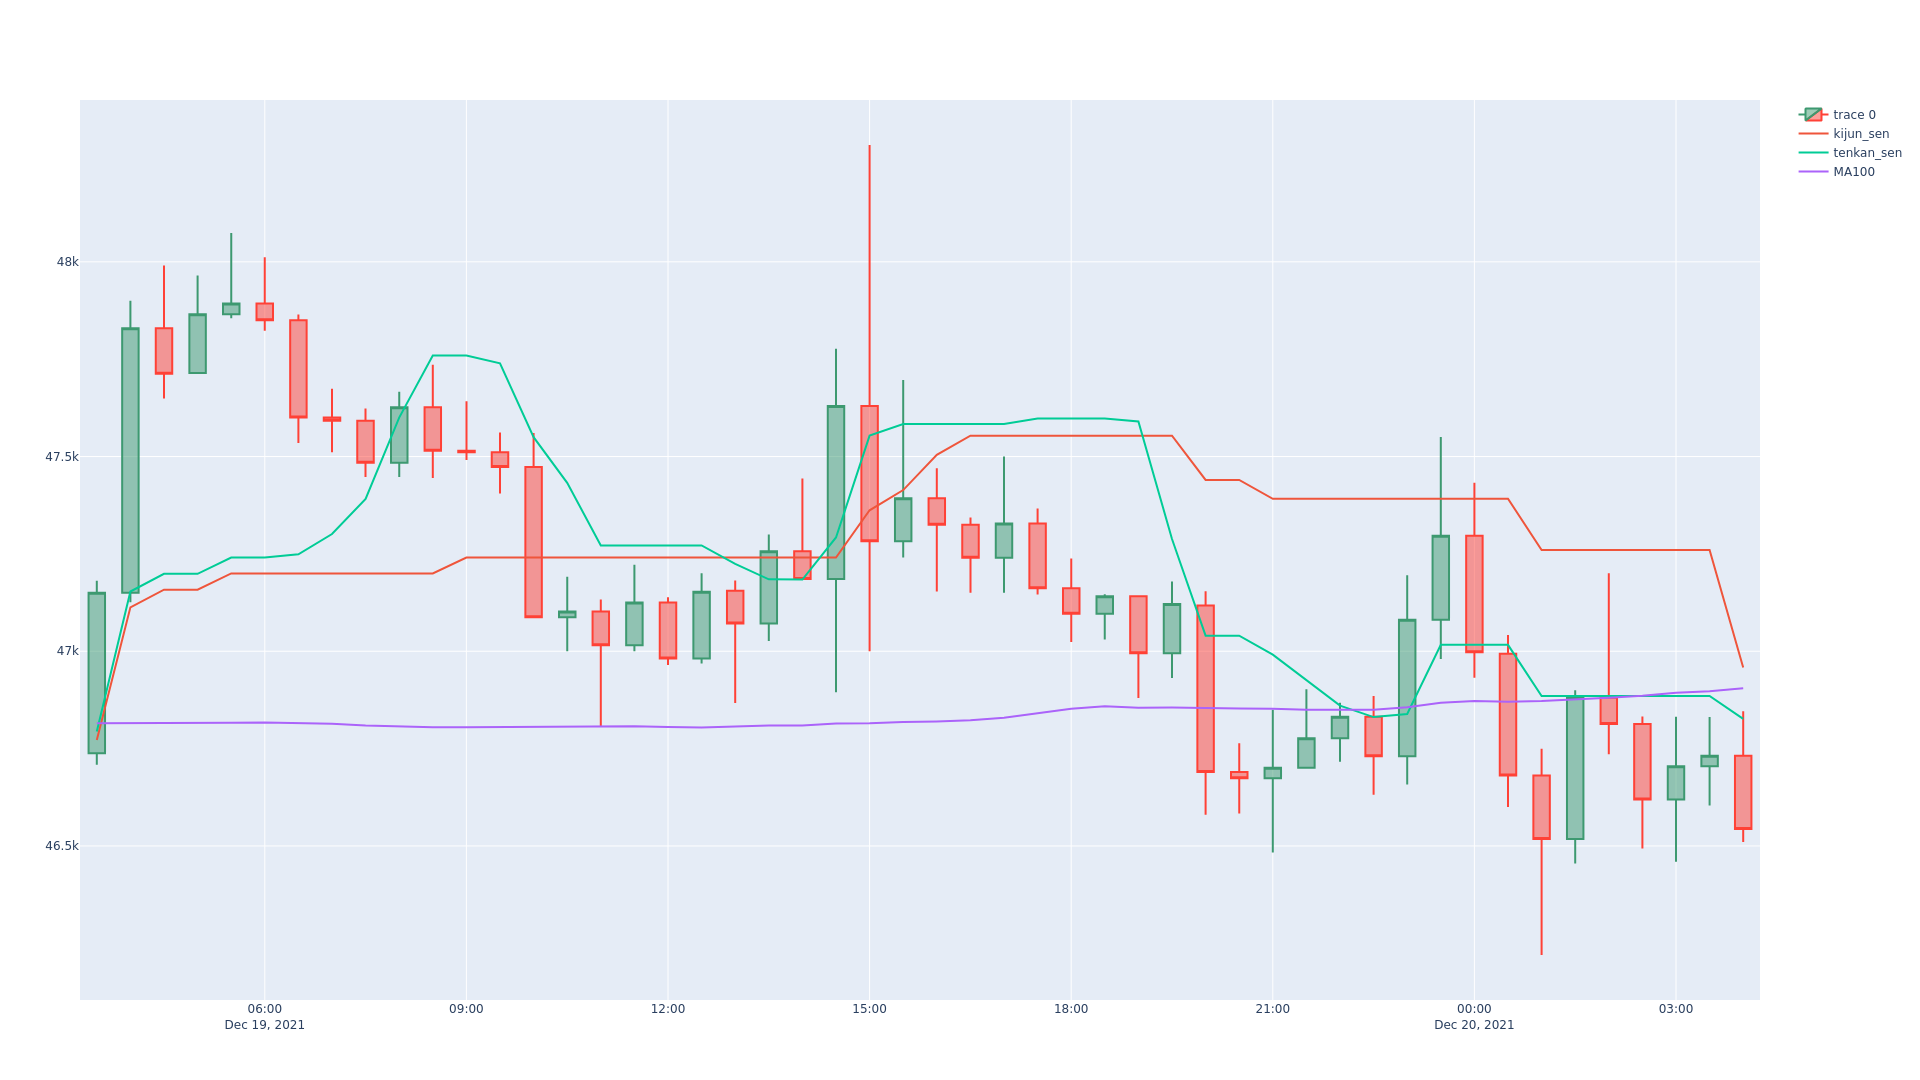 trace 0
kijun_sen
tenkan_sen
MA100
48k
47.5k
47k
46.5k
06:00 09:00 12:00 15:00 18:00 21:00 00:00 03:00
Dec 19, 2021 Dec 20, 2021